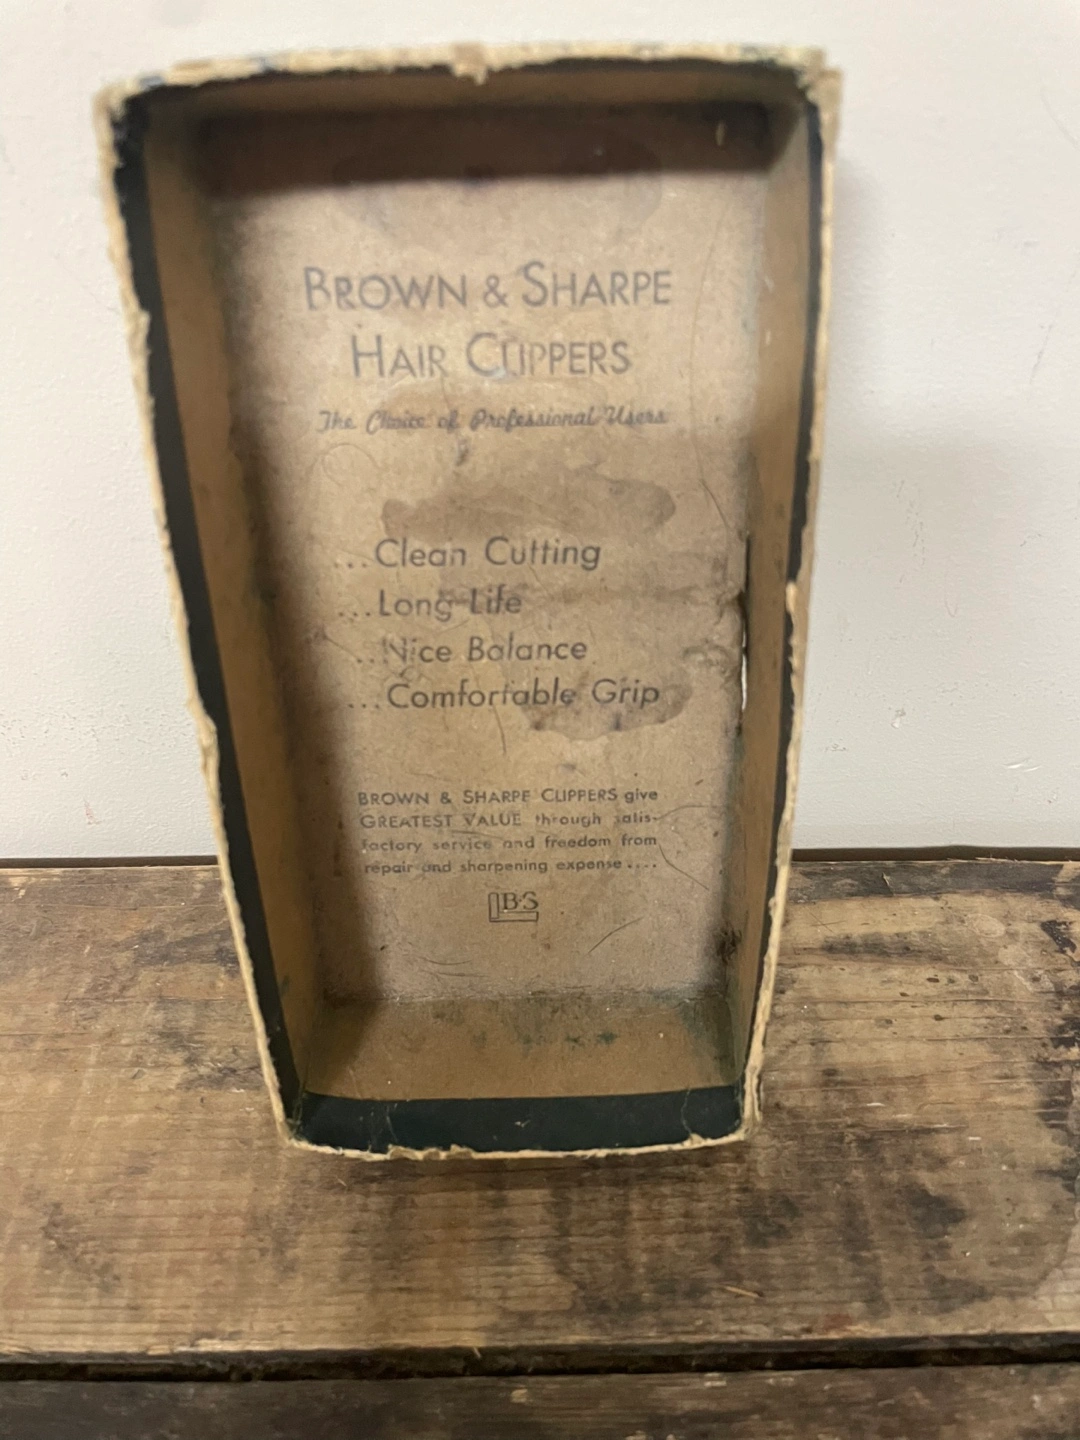 BROWN & SHARPE
HAIR CLIPPERS
The Choice of Professional Users
...Clean Cutting
...Long Life
...Nice Balance
...Comfortable Grip
BROWN & SHARPE CLIPPERS give
GREATEST VALUE through satis-
factory service and freedom from
repair and sharpening expense....
B·S